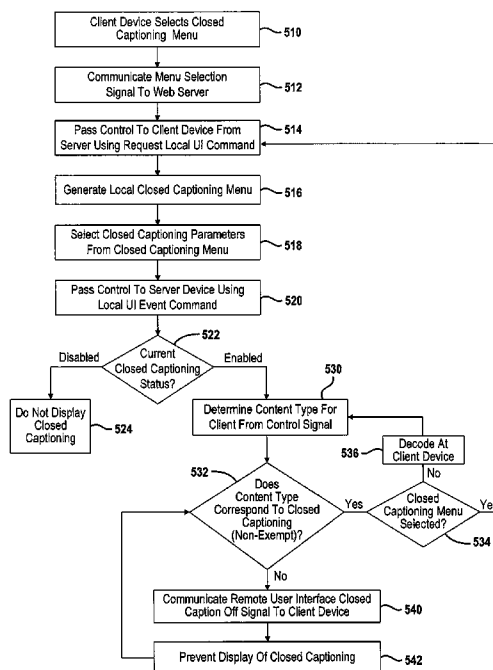 Client Device Selects Closed
Captioning Menu
510
Communicate Menu Selection
Signal To Web Server
512
Pass Control To Client Device From
Server Using Request Local UI Command
514
Generate Local Closed Captioning Menu
516
Select Closed Captioning Parameters
From Closed Captioning Menu
518
Pass Control To Server Device Using
Local UI Event Command
520
522
Disabled
Current
Closed Captioning
Status?
Enabled
Do Not Display
Closed
Captioning
524
530
Determine Content Type For
Client From Control Signal
536
Decode At
Client Device
532
Does
Content Type
Correspond To Closed
Captioning
(Non-Exempt)?
Yes
No
Closed
Captioning Menu
Selected?
Yes
534
No
Communicate Remote User Interface Closed
Caption Off Signal To Client Device
540
Prevent Display Of Closed Captioning
542